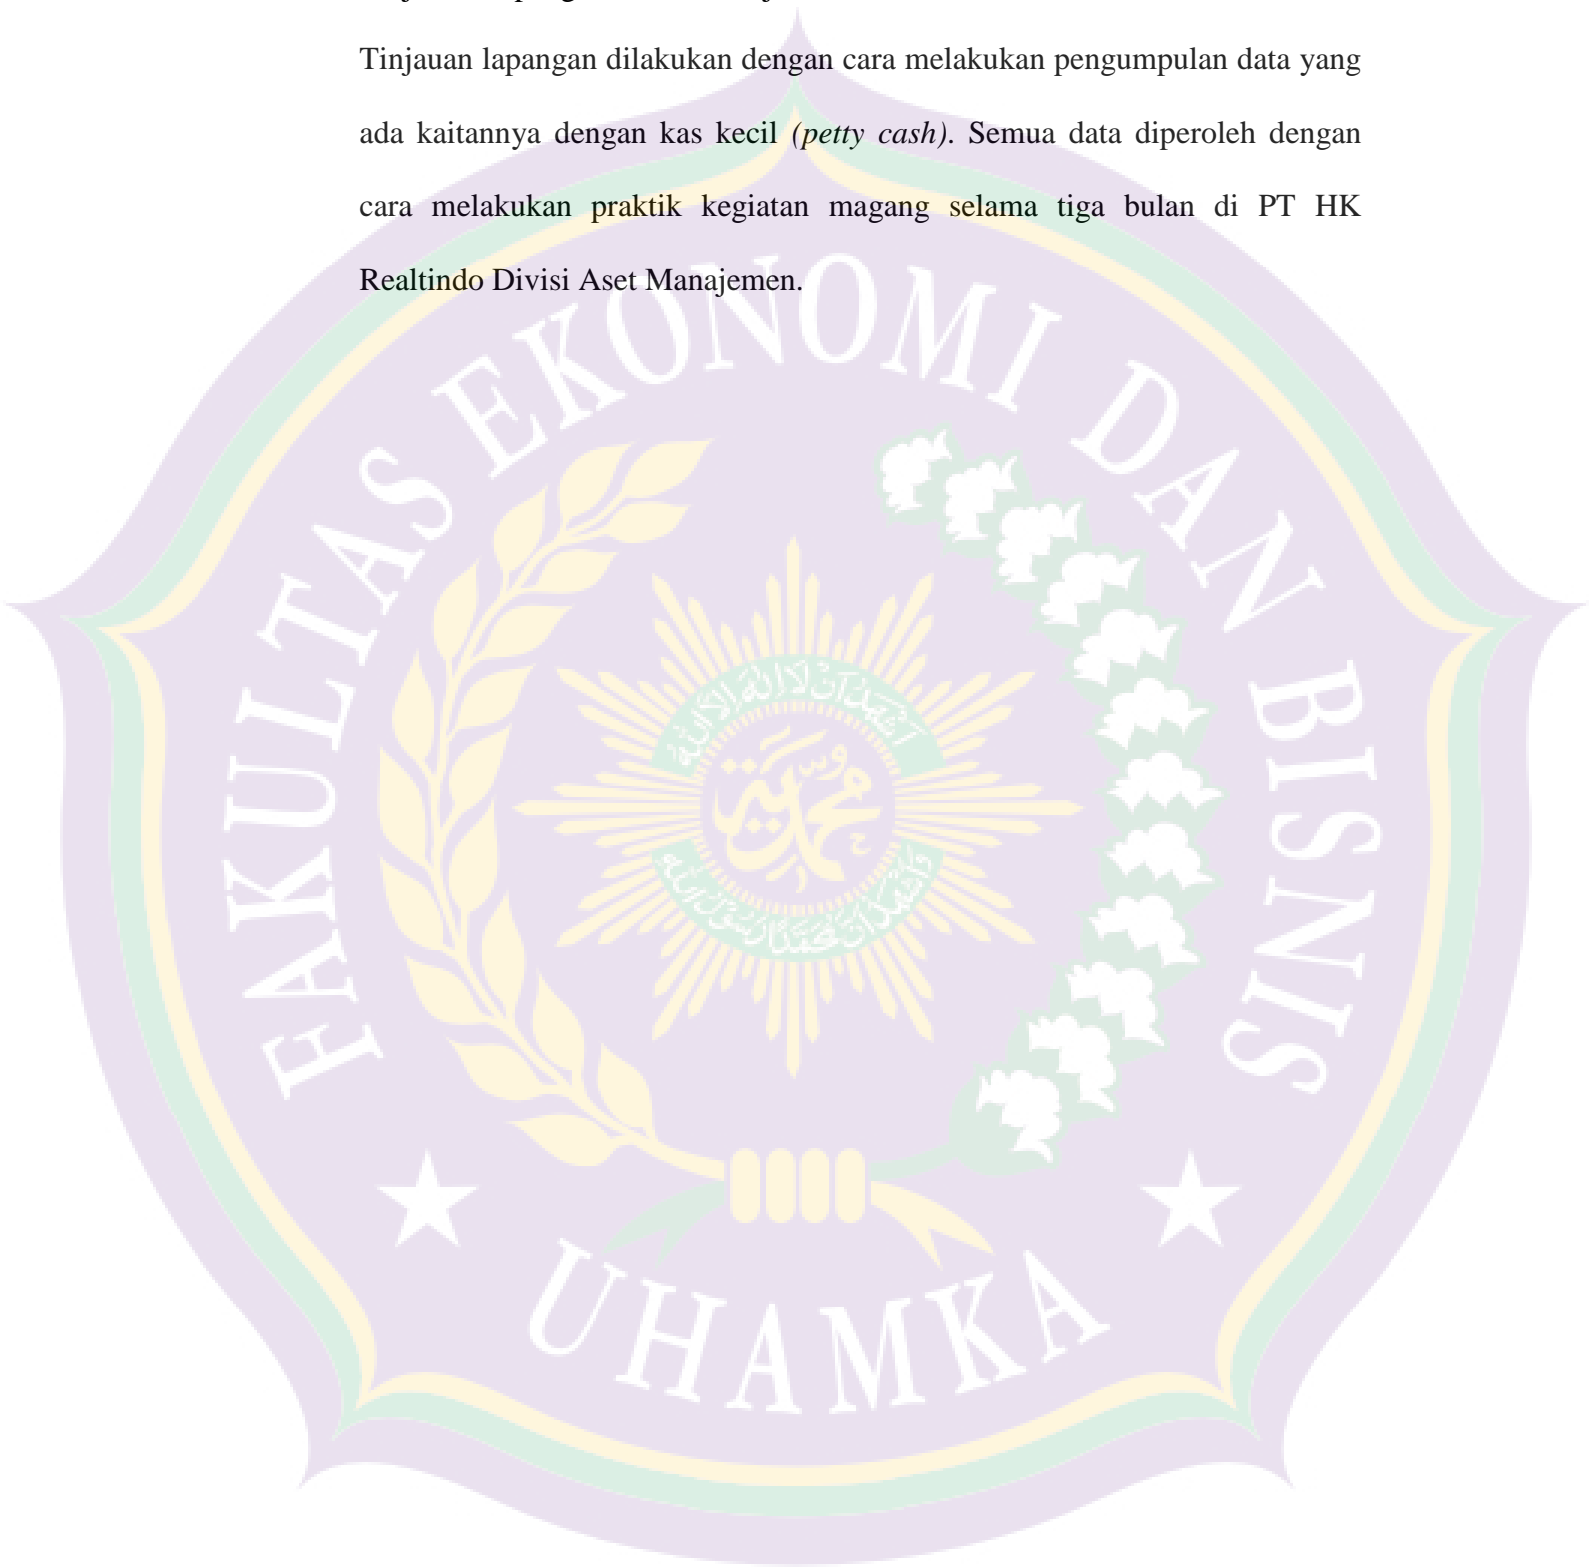 Tinjauan lapangan dilakukan dengan cara melakukan pengumpulan data yang
ada kaitannya dengan kas kecil (petty cash). Semua data diperoleh dengan
cara melakukan praktik kegiatan magang selama tiga bulan di PT HK
Realtindo Divisi Aset Manajemen.
FAKULTAS EKONOMI DAN BISNIS
محمدية
UHAMKA